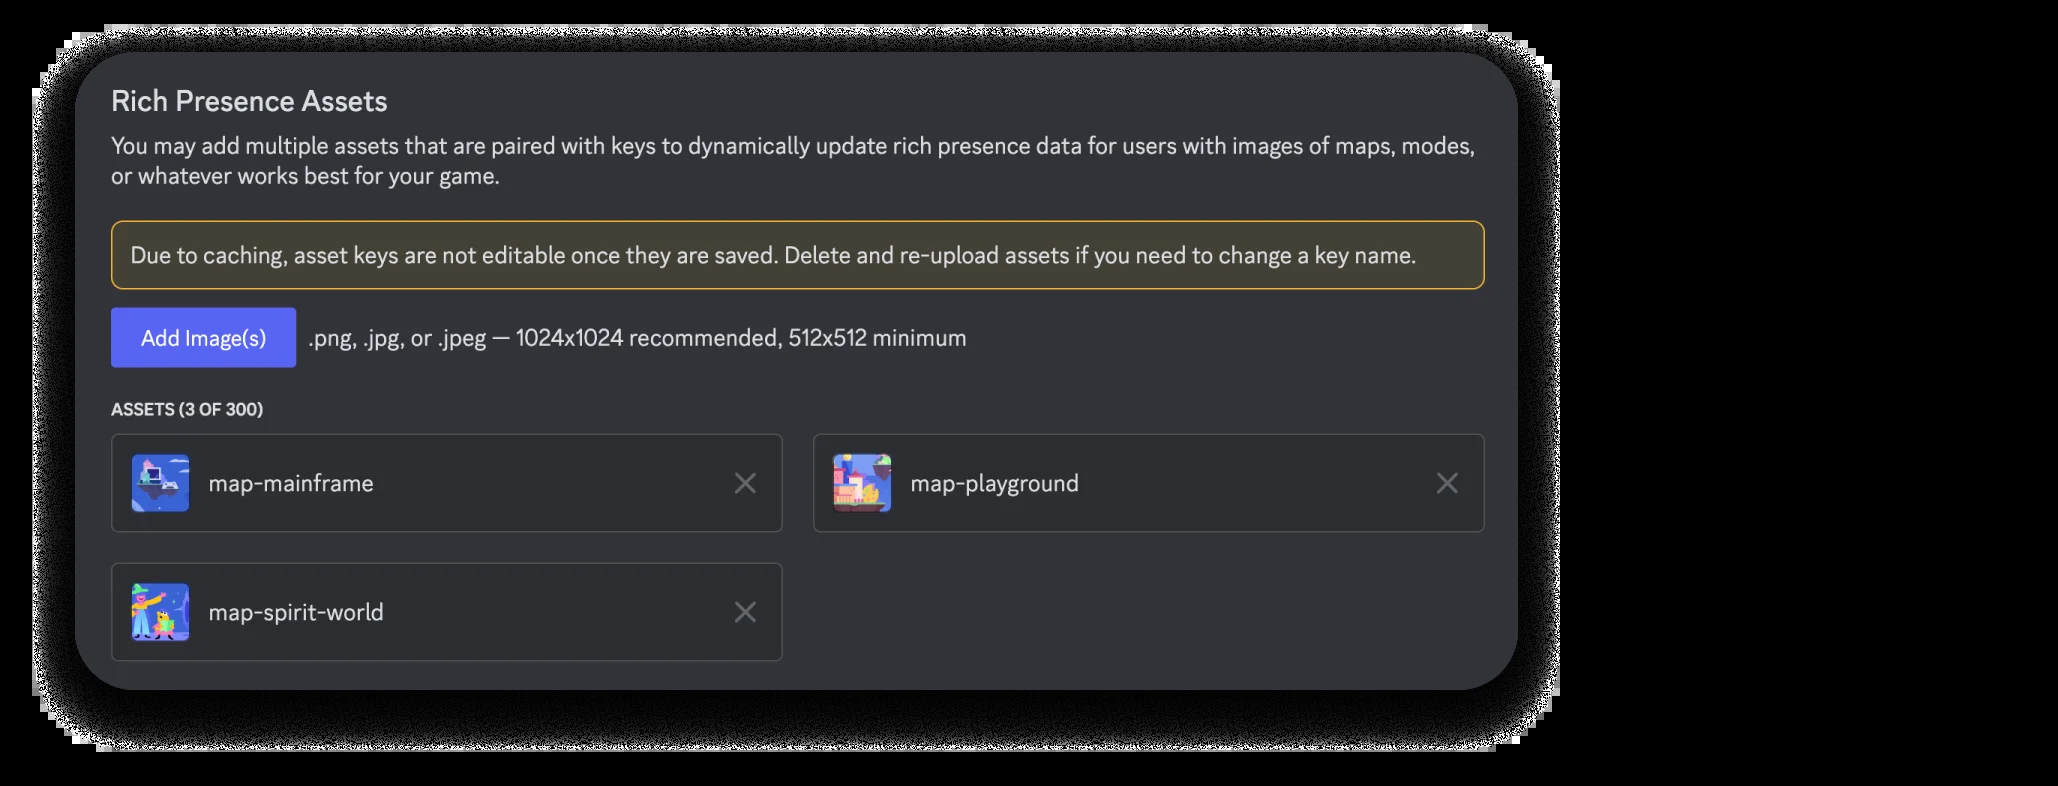 Rich Presence Assets
You may add multiple assets that are paired with keys to dynamically update rich presence data for users with images of maps, modes,
or whatever works best for your game.
Due to caching, asset keys are not editable once they are saved. Delete and re-upload assets if you need to change a key name.
Add Image(s) .png, .jpg, or .jpeg — 1024x1024 recommended, 512x512 minimum
ASSETS (3 OF 300)
map-mainframe
map-playground
map-spirit-world